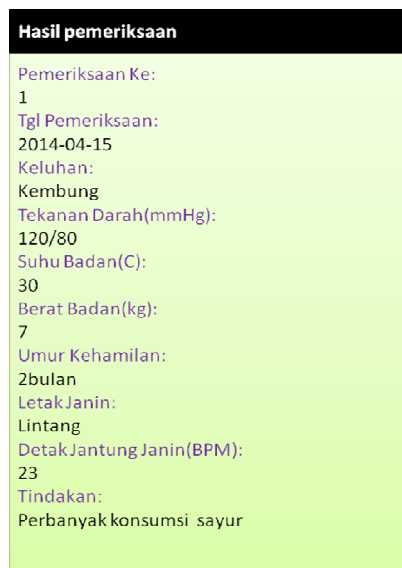 Hasil pemeriksaan
Pemeriksaan Ke:
1
Tgl Pemeriksaan:
2014-04-15
Keluhan:
Kembung
Tekanan Darah(mmHg):
120/80
Suhu Badan(C):
30
Berat Badan(kg):
7
Umur Kehamilan:
2bulan
Letak Janin:
Lintang
Detak Jantung Janin(BPM):
23
Tindakan:
Perbanyak konsumsi sayur